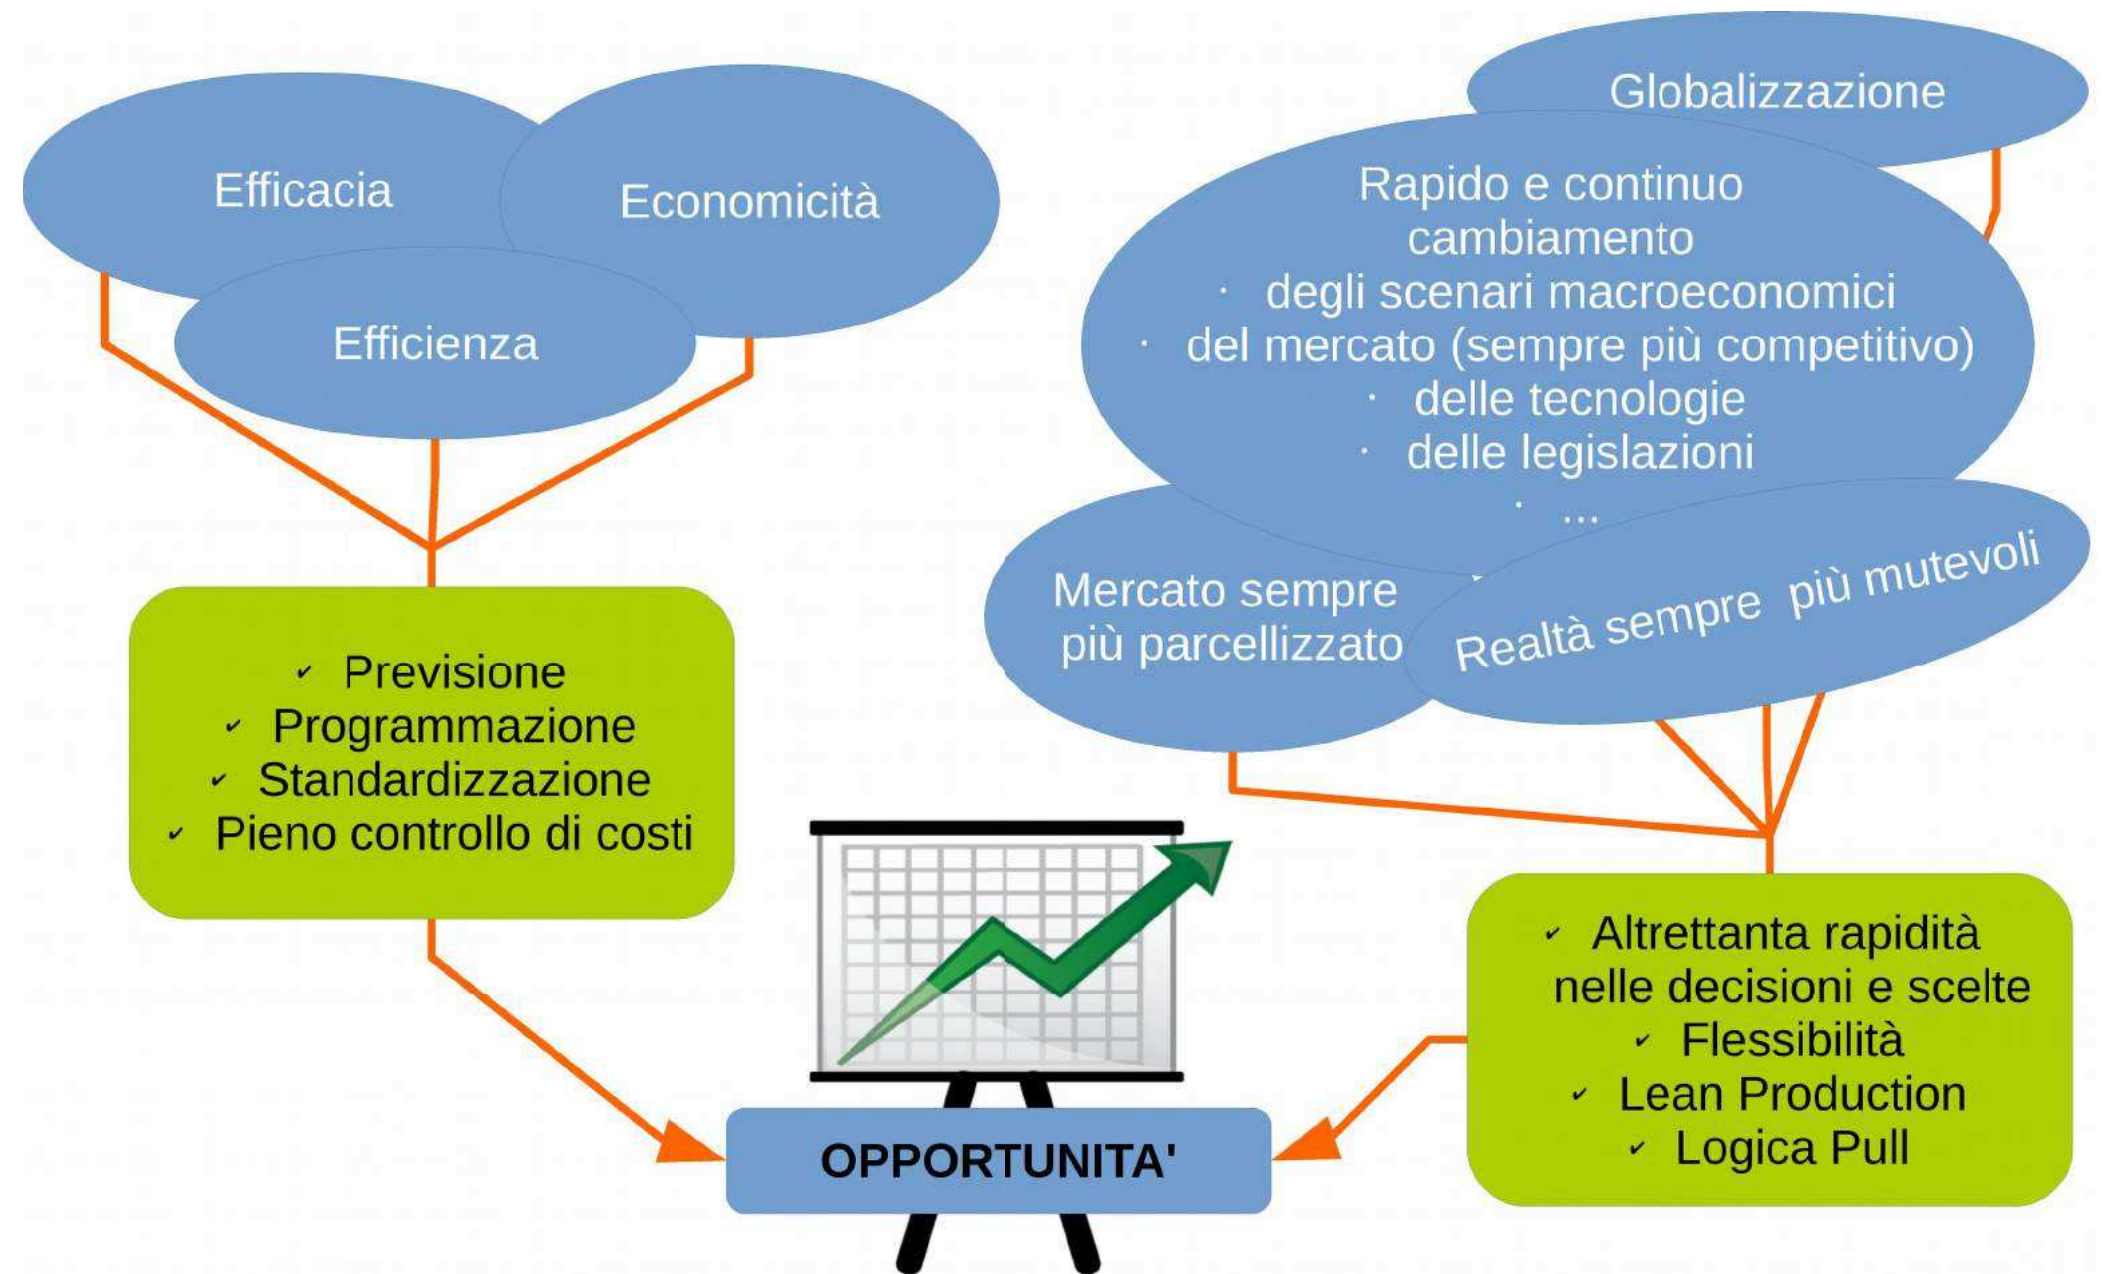 Efficacia
Economicità
Efficienza
Previsione
Programmazione
Standardizzazione
Pieno controllo di costi
Globalizzazione
Rapido e continuo
cambiamento
· degli scenari macroeconomici
· del mercato (sempre più competitivo)
· delle tecnologie
· delle legislazioni
· ...
Mercato sempre
più parcellizzato
Realtà sempre più mutevoli
Altrettanta rapidità
nelle decisioni e scelte
Flessibilità
Lean Production
Logica Pull
OPPORTUNITA'